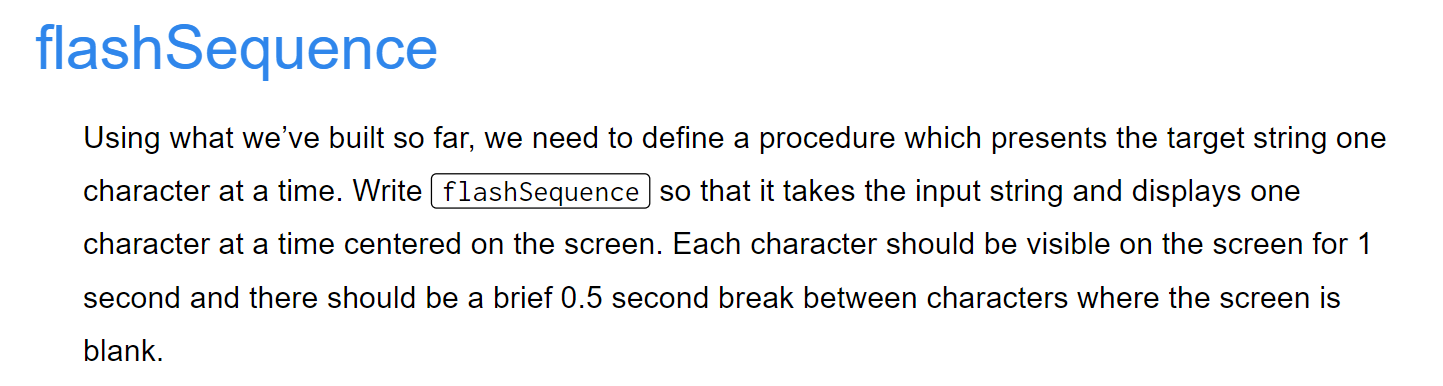 flashSequence
Using what we’ve built so far, we need to define a procedure which presents the target string one
character at a time. Write flashSequence so that it takes the input string and displays one
character at a time centered on the screen. Each character should be visible on the screen for 1
second and there should be a brief 0.5 second break between characters where the screen is
blank.